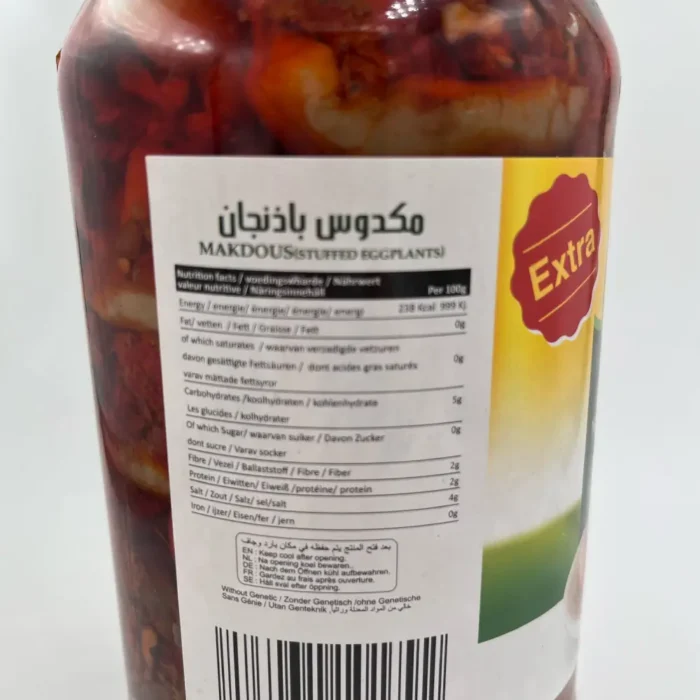 مكدوس باذنجان
MAKDOUS(STUFFED EGGPLANTS)
Nutrition facts / voedingswaarde / Nährwert
valeur nutritive / Näringsinnehåll
Per 100g
Energy / energie/ énergie/ énergie/ energi 238 Kcal 999 Kj
Fat/ vetten / Fett / Graisse / Fett 0g
of which saturates / waarvan verzadigde vetzuren
davon gesättigte Fettsäuren / dont acides gras saturés 0g
varav mättade fettsyror
Carbohydrates /koolhydraten / kohlenhydrate 5g
Les glucides / kolhydrater
Of which Sugar/ waarvan suiker / Davon Zucker 0g
dont sucre / Varav socker
Fibre / Vezel / Ballaststoff / Fibre / Fiber 2g
Protein / Eiwitten/ Eiweiß /protéine/ protein 2g
Salt / Zout / Salz/ sel/salt 4g
Iron / ijzer/ Eisen/fer / jern 0g
بعد فتح المنتج يتم حفظه في مكان بارد وجاف
EN : Keep cool after opening.
NL : Na opening koel bewaren..
DE : Nach dem Öffnen kühl aufbewahren.
FR : Gardez au frais après ouverture.
SE : Håll sval efter öppning.
Without Genetic / Zonder Genetisch /ohne Genetische
Sans Génie / Utan Genteknik خالي من المواد المعدلة وراثيا
Extra